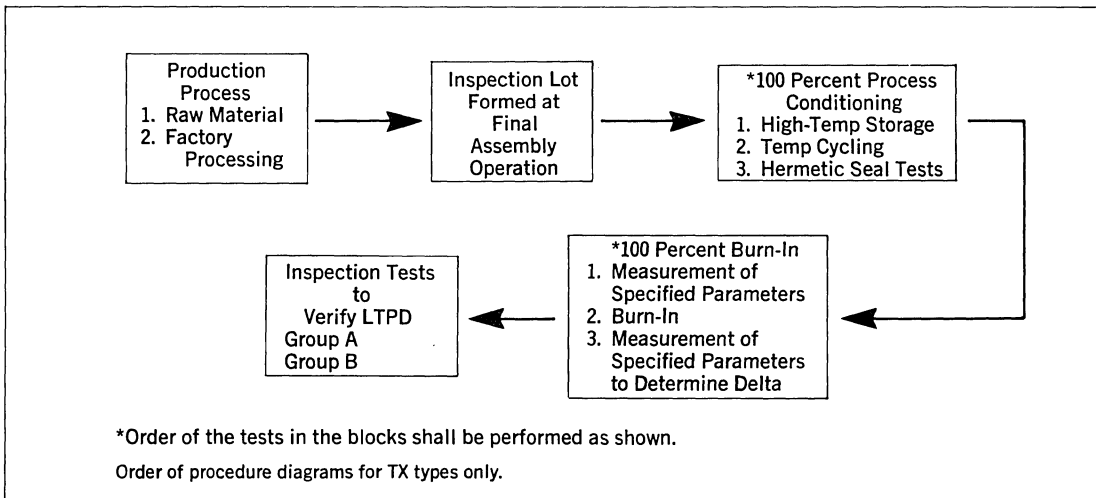 Production
Process
1. Raw Material
2. Factory
Processing
Inspection Lot
Formed at
Final
Assembly
Operation
*100 Percent Process
Conditioning
1. High-Temp Storage
2. Temp Cycling
3. Hermetic Seal Tests
*100 Percent Burn-In
1. Measurement of
Specified Parameters
2. Burn-In
3. Measurement of
Specified Parameters
to Determine Delta
Inspection Tests
to
Verify LTPD
Group A
Group B
*Order of the tests in the blocks shall be performed as shown.
Order of procedure diagrams for TX types only.